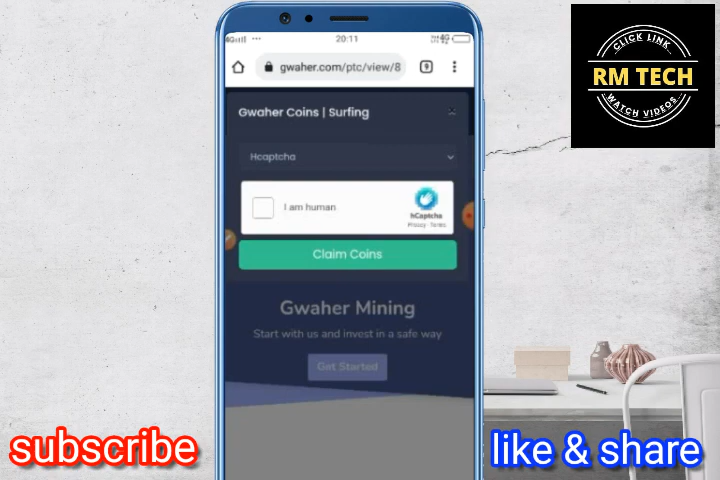 CLICK LINK
RM TECH
WATCH VIDEOS
20:11
gwaher.com/ptc/view/8
9
Gwaher Coins | Surfing
Hcaptcha
I am human
hCaptcha
Privacy - Terms
Claim Coins
Gwaher Mining
Start with us and invest in a safe way
Get Started
subscribe
like & share